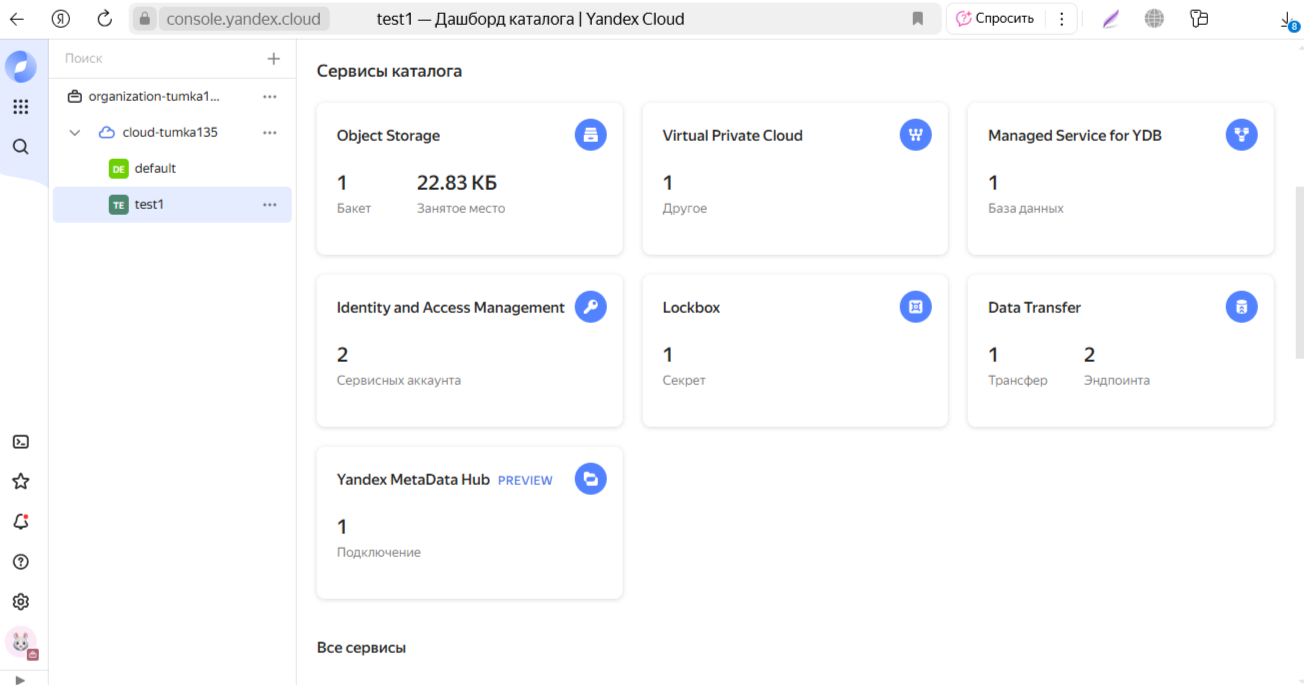 Я
console.yandex.cloud
test1 — Дашборд каталога | Yandex Cloud
Спросить
8
Поиск
organization-tumka1...
cloud-tumka135
DE default
TE test1
Сервисы каталога
Object Storage
1
Бакет
22.83 КБ
Занятое место
Virtual Private Cloud
1
Другое
Managed Service for YDB
1
База данных
Identity and Access Management
2
Сервисных аккаунта
Lockbox
1
Секрет
Data Transfer
1
Трансфер
2
Эндпоинта
Yandex MetaData Hub PREVIEW
1
Подключение
Все сервисы